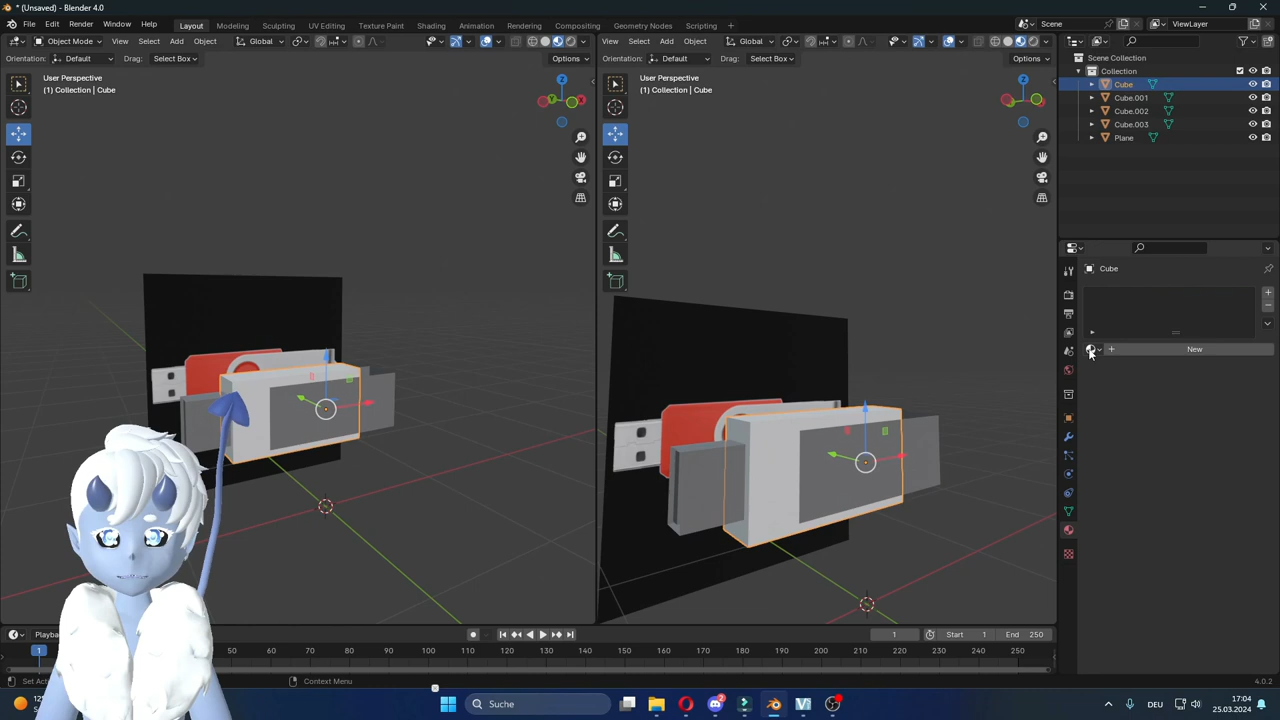 * (Unsaved) - Blender 4.0
File Edit Render Window Help
Layout Modeling Sculpting UV Editing Texture Paint Shading Animation Rendering Compositing Geometry Nodes Scripting +
Scene
ViewLayer
Object Mode View Select Add Object Global
View Select Add Object Global
Orientation: Default Drag: Select Box Options
Orientation: Default Drag: Select Box Options
User Perspective
(1) Collection | Cube
User Perspective
(1) Collection | Cube
Z
Y
X
Z
Scene Collection
Collection
Cube
Cube.001
Cube.002
Cube.003
Plane
Cube
+ New
Playba
1 Start 1 End 250
1 50 60 70 80 90 100 110 120 130 140 150 160 170 180 190 200 210 220 230 240 250
Set Ac
Context Menu
4.0.2
Suche
2
DEU
17:04
25.03.2024